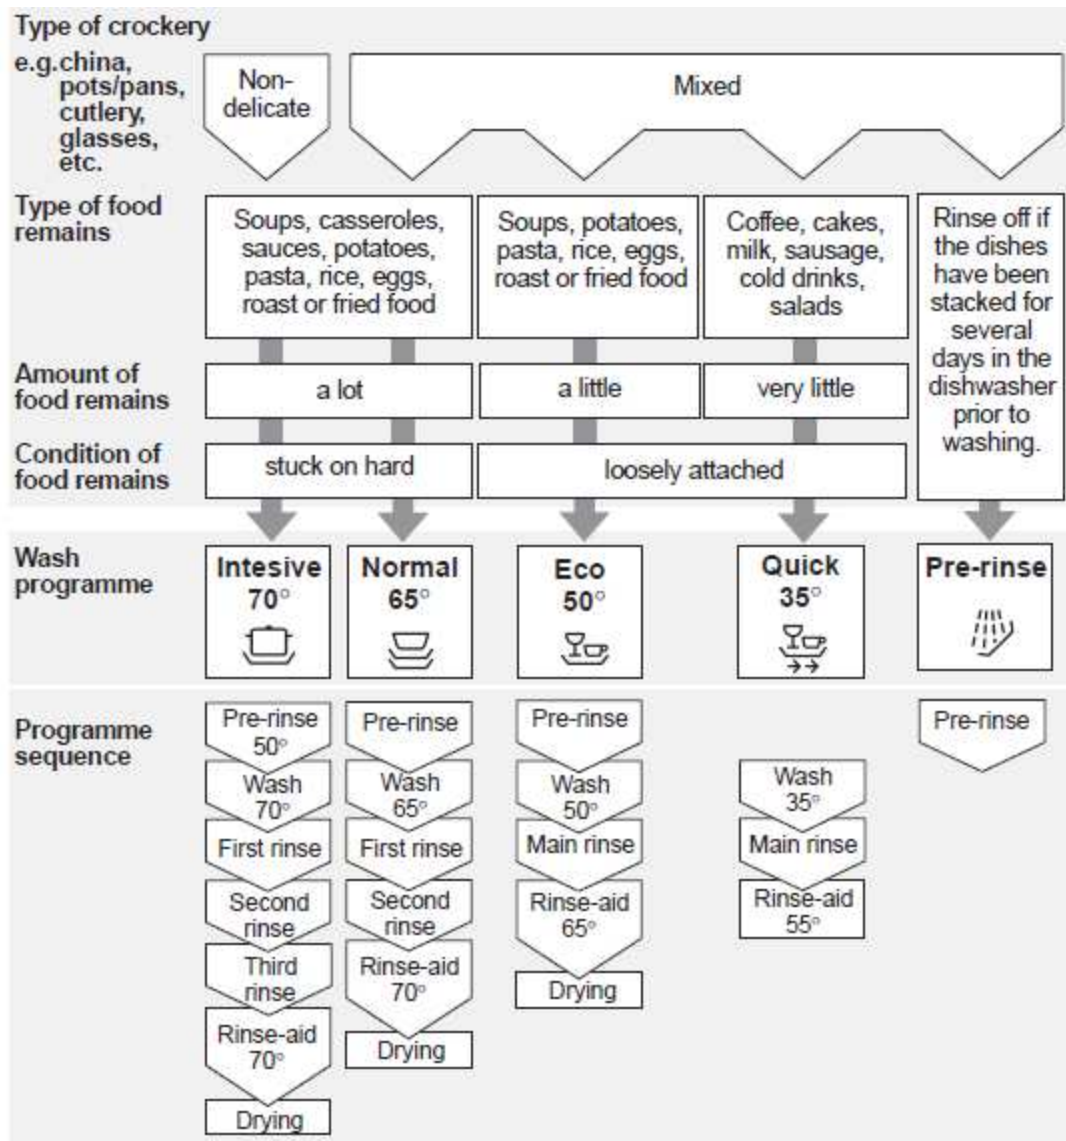 Type of crockery
e.g.china,
pots/pans,
cutlery,
glasses,
etc.
Non-
delicate
Mixed
Type of food
remains
Soups, casseroles,
sauces, potatoes,
pasta, rice, eggs,
roast or fried food
Soups, potatoes,
pasta, rice, eggs,
roast or fried food
Coffee, cakes,
milk, sausage,
cold drinks,
salads
Rinse off if
the dishes
have been
stacked for
several
days in the
dishwasher
prior to
washing.
Amount of
food remains
a lot
a little
very little
Condition of
food remains
stuck on hard
loosely attached
Wash
programme
Intesive
70°
Normal
65°
Eco
50°
Quick
35°
Pre-rinse
Programme
sequence
Pre-rinse
50°
Wash
70°
First rinse
Second
rinse
Third
rinse
Rinse-aid
70°
Drying
Pre-rinse
Wash
65°
First rinse
Second
rinse
Rinse-aid
70°
Drying
Pre-rinse
Wash
50°
Main rinse
Rinse-aid
65°
Drying
Wash
35°
Main rinse
Rinse-aid
55°
Pre-rinse